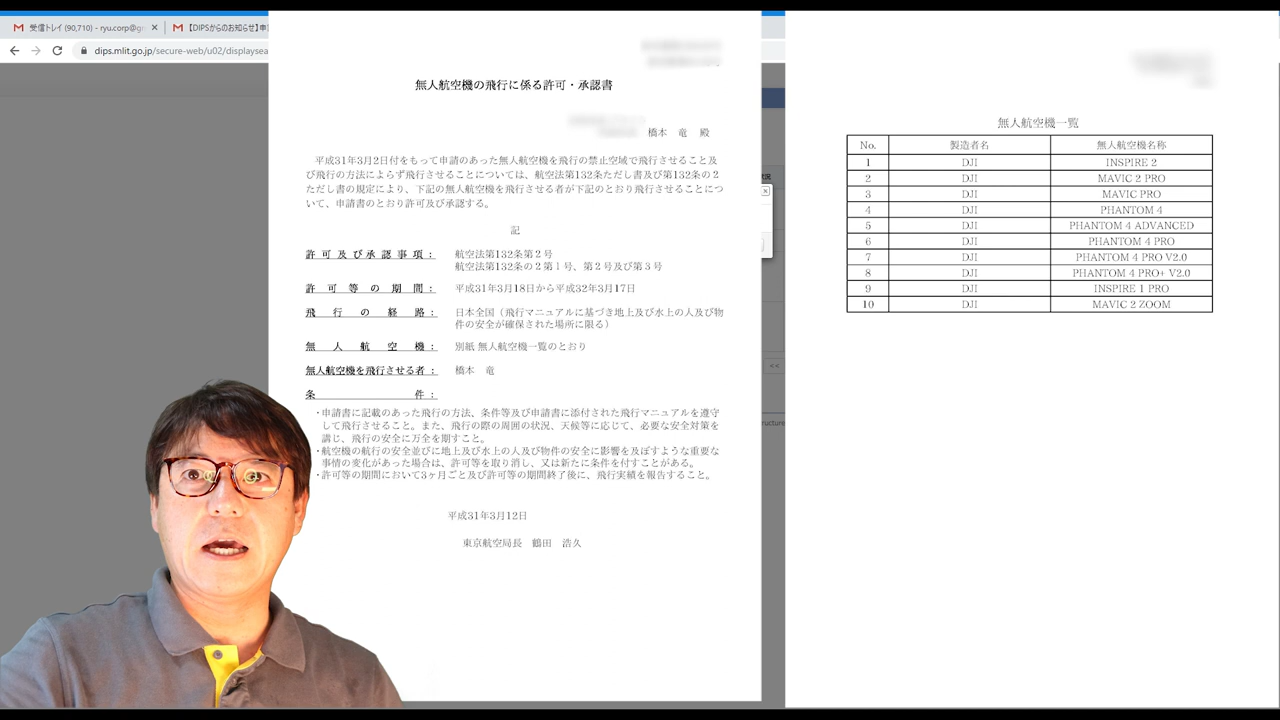 受信トレイ (90,710) - ryu.corp@g
【DIPSからのお知らせ】申
dips.mlit.go.jp/secure-web/u02/displaysea
無人航空機の飛行に係る許可・承認書
橋本 竜 殿
平成31年3月2日付をもって申請のあった無人航空機を飛行の禁止空域で飛行させること及
び飛行の方法によらず飛行させることについては、航空法第132条ただし書及び第132条の2
ただし書の規定により、下記の無人航空機を飛行させる者が下記のとおり飛行させることにつ
いて、申請書のとおり許可及び承認する。
記
許可及び承認事項: 航空法第132条第2号
航空法第132条の2第1号、第2号及び第3号
許可等の期間: 平成31年3月18日から平成32年3月17日
飛行の経路: 日本全国（飛行マニュアルに基づき地上及び水上の人及び物
件の安全が確保された場所に限る）
無人航空機: 別紙 無人航空機一覧のとおり
無人航空機を飛行させる者: 橋本 竜
条件:
・申請書に記載のあった飛行の方法、条件等及び申請書に添付された飛行マニュアルを遵守
して飛行させること。また、飛行の際の周囲の状況、天候等に応じて、必要な安全対策を
講じ、飛行の安全に万全を期すこと。
・航空機の航行の安全並びに地上及び水上の人及び物件の安全に影響を及ぼすような重要な
事情の変化があった場合は、許可等を取り消し、又は新たに条件を付すことがある。
・許可等の期間において3ヶ月ごと及び許可等の期間終了後に、飛行実績を報告すること。
平成31年3月12日
東京航空局長 鶴田 浩久
<<
ructure
無人航空機一覧
No. 製造者名 無人航空機名称
1 DJI INSPIRE 2
2 DJI MAVIC 2 PRO
3 DJI MAVIC PRO
4 DJI PHANTOM 4
5 DJI PHANTOM 4 ADVANCED
6 DJI PHANTOM 4 PRO
7 DJI PHANTOM 4 PRO V2.0
8 DJI PHANTOM 4 PRO+ V2.0
9 DJI INSPIRE 1 PRO
10 DJI MAVIC 2 ZOOM